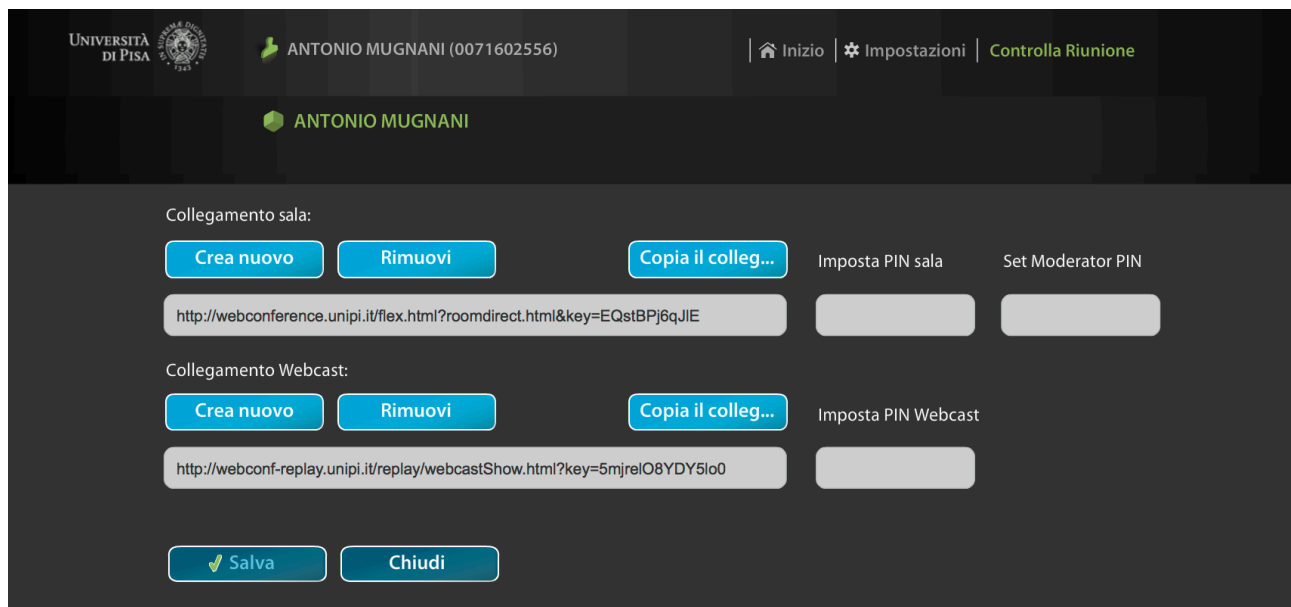 UNIVERSITÀ DI PISA
ANTONIO MUGNANI (0071602556)
Inizio | Impostazioni | Controlla Riunione
ANTONIO MUGNANI
Collegamento sala:
Crea nuovo
Rimuovi
Copia il colleg...
Imposta PIN sala
Set Moderator PIN
http://webconference.unipi.it/flex.html?roomdirect.html&key=EQstBPj6qJlE
Collegamento Webcast:
Crea nuovo
Rimuovi
Copia il colleg...
Imposta PIN Webcast
http://webconf-replay.unipi.it/replay/webcastShow.html?key=5mjrelO8YDY5lo0
Salva
Chiudi